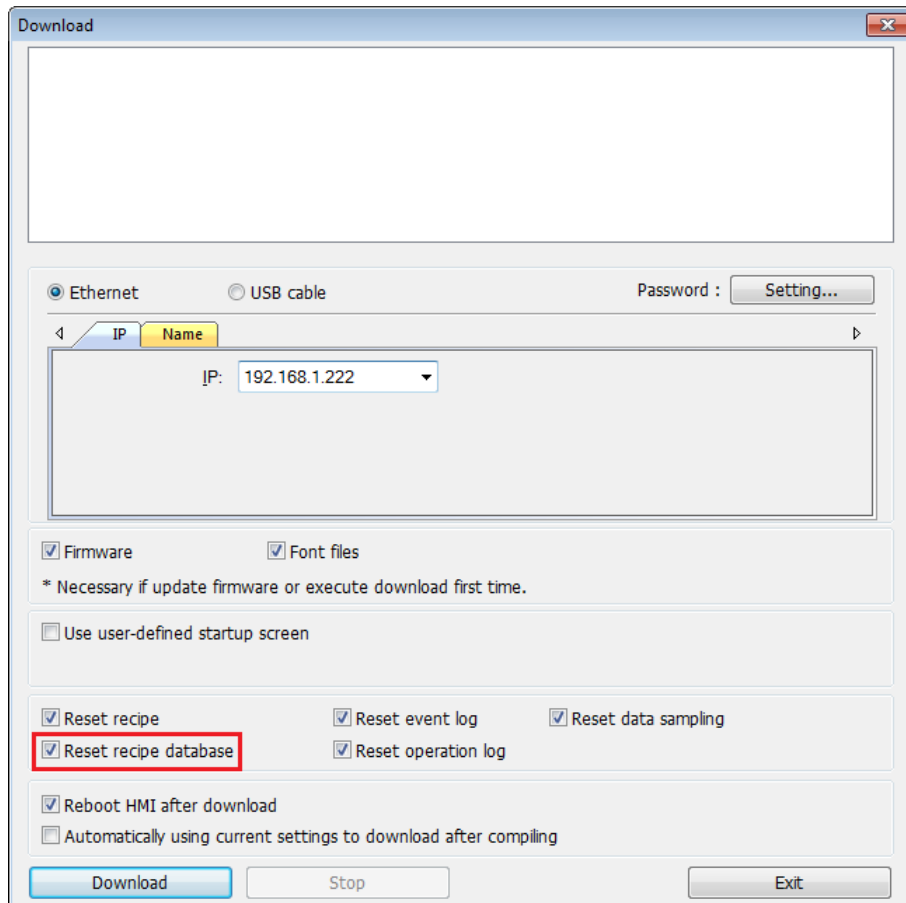 Download
Ethernet USB cable Password : Setting...
IP Name
IP: 192.168.1.222
Firmware Font files
* Necessary if update firmware or execute download first time.
Use user-defined startup screen
Reset recipe Reset event log Reset data sampling
Reset recipe database Reset operation log
Reboot HMI after download
Automatically using current settings to download after compiling
Download Stop Exit